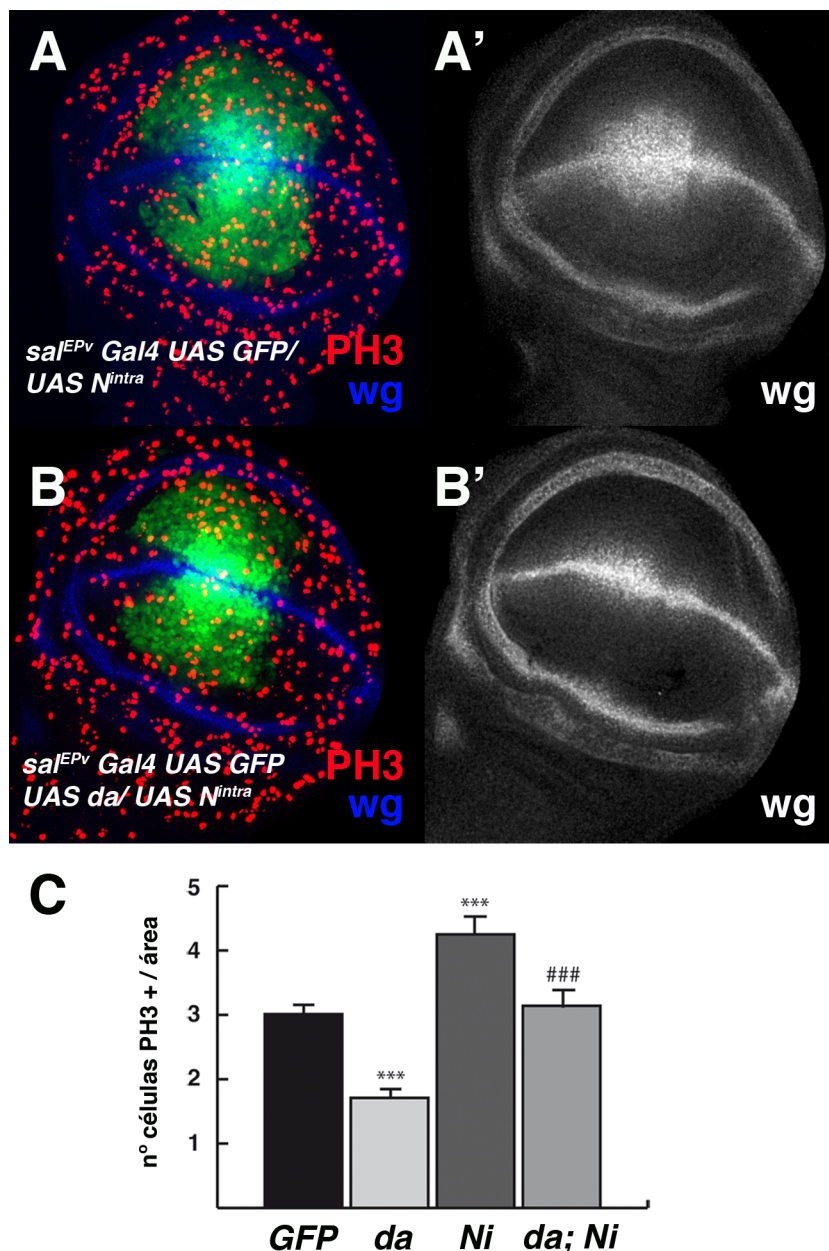 A
A'
sal^EPv Gal4 UAS GFP/
UAS N^intra
PH3
wg
wg
B
B'
sal^EPv Gal4 UAS GFP
UAS da/ UAS N^intra
PH3
wg
wg
C
nº células PH3 + / área
5
4
3
2
1
***
***
###
GFP da Ni da; Ni